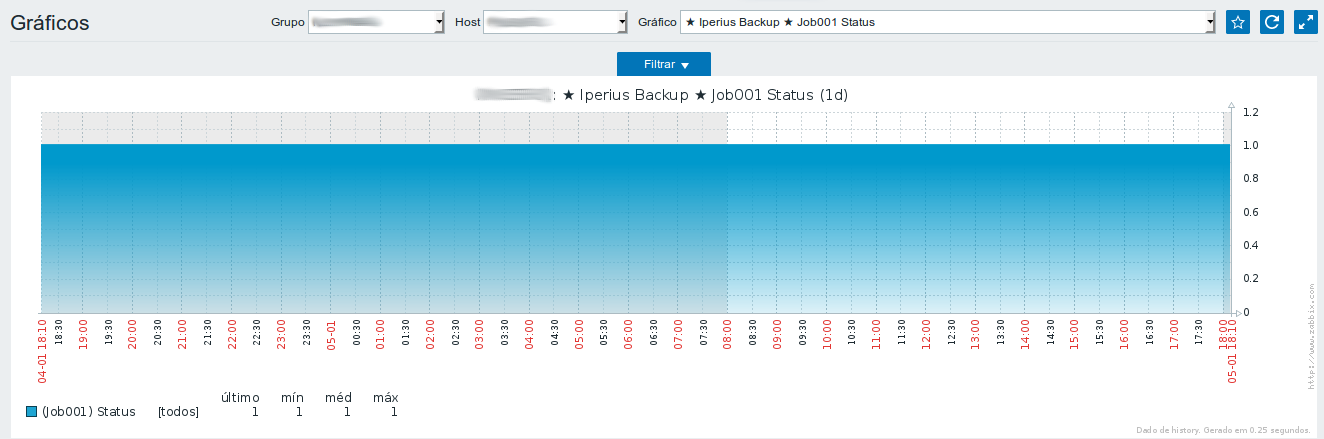 Gráficos Grupo Host Gráfico ★ Iperius Backup ★ Job001 Status
Filtrar
: ★ Iperius Backup ★ Job001 Status (1d)
1.2
1.0
0.8
0.6
0.4
0.2
0
04-01 18:10 18:30 19:00 19:30 20:00 20:30 21:00 21:30 22:00 22:30 23:00 23:30 05-01 00:30 01:00 01:30 02:00 02:30 03:00 03:30 04:00 04:30 05:00 05:30 06:00 06:30 07:00 07:30 08:00 08:30 09:00 09:30 10:00 10:30 11:00 11:30 12:00 12:30 13:00 13:30 14:00 14:30 15:00 15:30 16:00 16:30 17:00 17:30 18:00 05-01 18:10
http://www.zabbix.com
último mín méd máx
(Job001) Status [todos] 1 1 1 1
Dado de history. Gerado em 0.25 segundos.